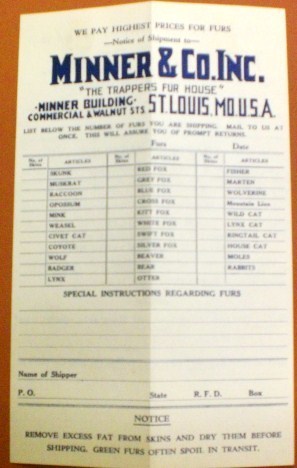 WE PAY HIGHEST PRICES FOR FURS
—Notice of Shipment to—
MINNER & CO. INC.
"THE TRAPPERS FUR HOUSE"
·MINNER BUILDING·
COMMERCIAL & WALNUT STS. ST LOUIS, MO. U.S.A.
LIST BELOW THE NUMBER OF FURS YOU ARE SHIPPING. MAIL TO US AT
ONCE. THIS WILL ASSURE YOU OF PROMPT RETURNS.
Furs Date
No. of Skins ARTICLES No. of Skins ARTICLES No. of Skins ARTICLES
SKUNK RED FOX FISHER
MUSKRAT GREY FOX MARTEN
RACCOON BLUE FOX WOLVERINE
OPOSIUM CROSS FOX Mountain Lion
MINK KITT FOX WILD CAT
WEASEL WHITE FOX LYNX CAT
CIVET CAT SWIFT FOX RINGTAIL CAT
COYOTE SILVER FOX HOUSE CAT
WOLF BEAVER MOLES
BADGER BEAR RABBITS
LYNX OTTER
SPECIAL INSTRUCTIONS REGARDING FURS
Name of Shipper
P. O. State R. F. D. Box
NOTICE
REMOVE EXCESS FAT FROM SKINS AND DRY THEM BEFORE
SHIPPING. GREEN FURS OFTEN SPOIL IN TRANSIT.